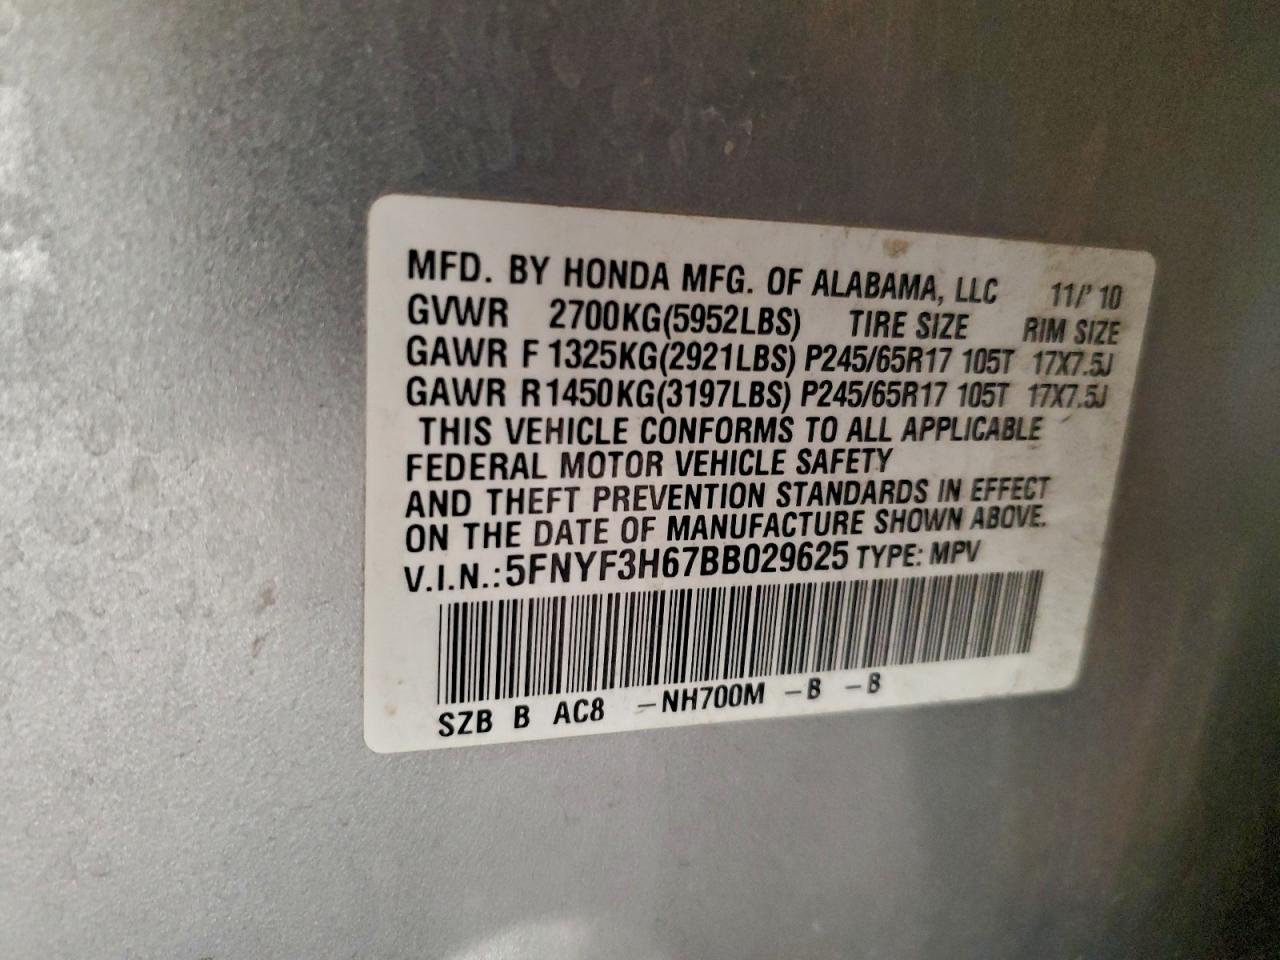 MFD. BY HONDA MFG. OF ALABAMA, LLC 11/' 10
GVWR 2700KG(5952LBS) TIRE SIZE RIM SIZE
GAWR F 1325KG(2921LBS) P245/65R17 105T 17X7.5J
GAWR R1450KG(3197LBS) P245/65R17 105T 17X7.5J
THIS VEHICLE CONFORMS TO ALL APPLICABLE
FEDERAL MOTOR VEHICLE SAFETY
AND THEFT PREVENTION STANDARDS IN EFFECT
ON THE DATE OF MANUFACTURE SHOWN ABOVE.
V.I.N.: 5FNYF3H67BB029625 TYPE: MPV
SZB B AC8 -NH700M -B -B